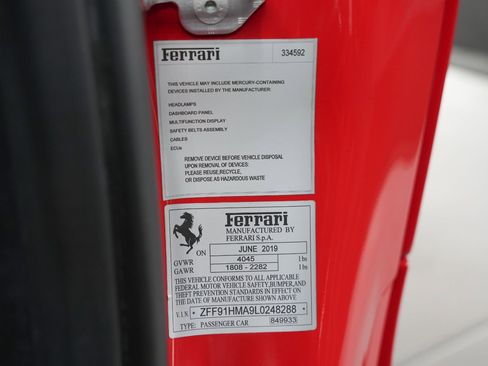 Ferrari 334592
THIS VEHICLE MAY INCLUDE MERCURY-CONTAINING
DEVICES INSTALLED BY THE MANUFACTURER:
HEADLAMPS
DASHBOARD PANEL
MULTIFUNCTION DISPLAY
SAFETY BELTS ASSEMBLY
CABLES
ECUs
REMOVE DEVICE BEFORE VEHICLE DISPOSAL
UPON REMOVAL OF DEVICES:
PLEASE REUSE,RECYCLE,
OR DISPOSE AS HAZARDOUS WASTE
Ferrari
MANUFACTURED BY
FERRARI S.p.A.
ON JUNE 2019
GVWR 4045 lbs
GAWR 1808 - 2282 lbs
THIS VEHICLE CONFORMS TO ALL APPLICABLE
FEDERAL MOTOR VEHICLE SAFETY,BUMPER,AND
THEFT PREVENTION STANDARDS IN EFFECT ON
THE DATE OF MANUFACTURE SHOWN ABOVE
V.I.N. • ZFF91HMA9L0248288 •
TYPE: PASSENGER CAR 849933